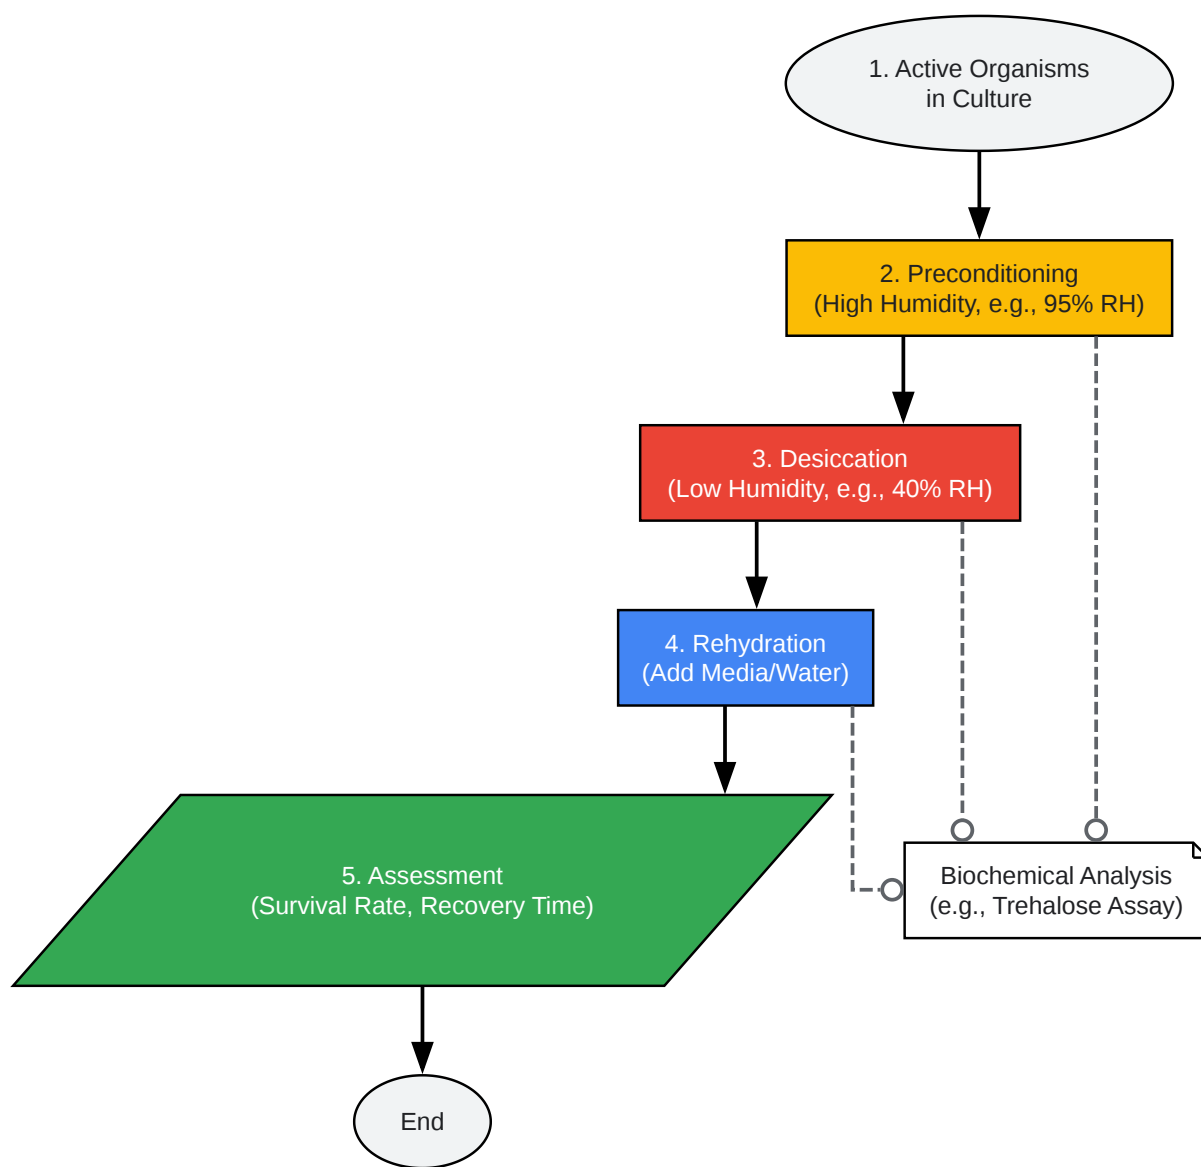 1. Active Organisms
in Culture
2. Preconditioning
(High Humidity, e.g., 95% RH)
3. Desiccation
(Low Humidity, e.g., 40% RH)
4. Rehydration
(Add Media/Water)
5. Assessment
(Survival Rate, Recovery Time)
Biochemical Analysis
(e.g., Trehalose Assay)
End